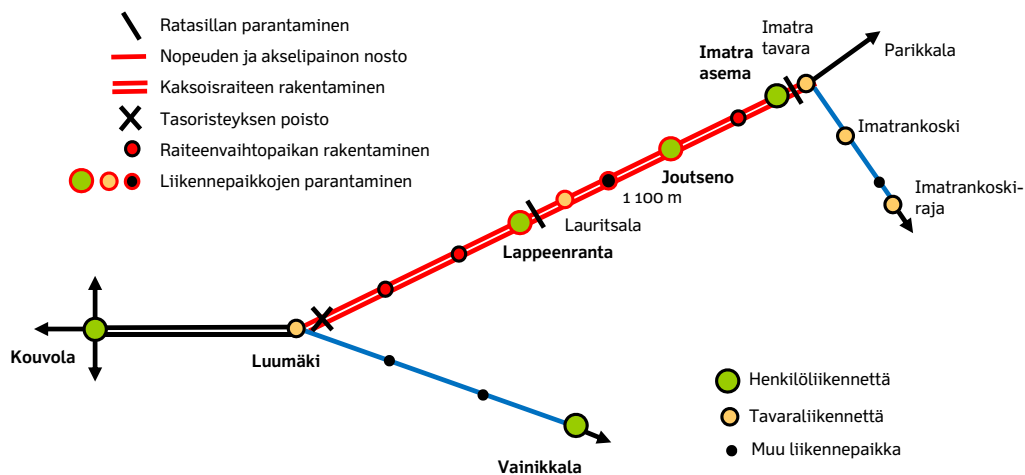 Ratasillan parantaminen
Nopeuden ja akselipainon nosto
Kaksoisraiteen rakentaminen
Tasoristeyksen poisto
Raiteenvaihtopaikan rakentaminen
Liikennepaikkojen parantaminen
Imatra
tavara
Imatra
asema
Parikkala
Imatrankoski
Imatrankoski-
raja
Joutseno
1 100 m
Lauritsala
Lappeenranta
Kouvola
Luumäki
Vainikkala
Henkilöliikennettä
Tavaraliikennettä
Muu liikennepaikka